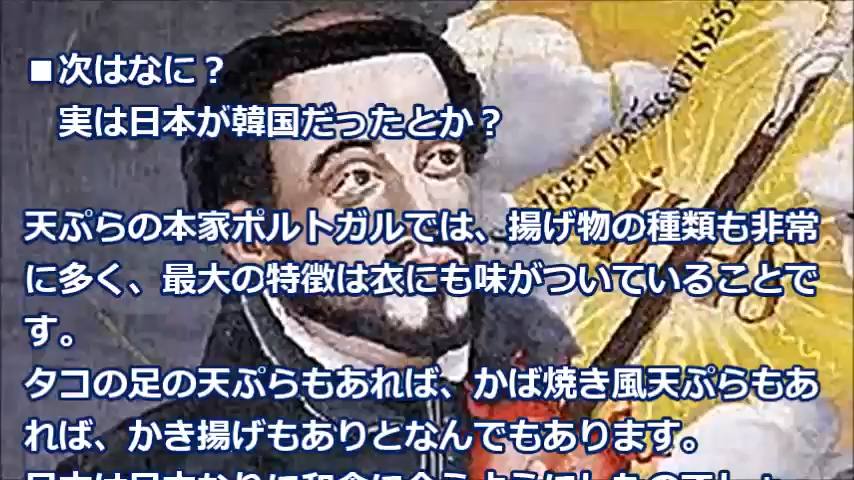 ■次はなに？
実は日本が韓国だったとか？
天ぷらの本家ポルトガルでは、揚げ物の種類も非常
に多く、最大の特徴は衣にも味がついていることで
す。
タコの足の天ぷらもあれば、かば焼き風天ぷらもあ
れば、かき揚げもありとなんでもあります。